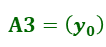 A3 = (y₀)